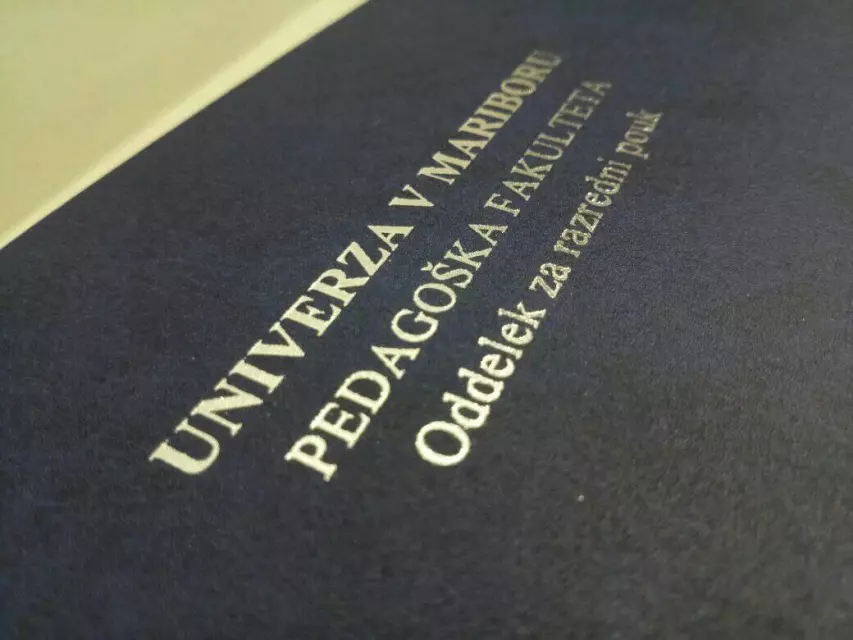 UNIVERZA V MARIBORU
PEDAGOŠKA FAKULTETA
Oddelek za razredni pouk